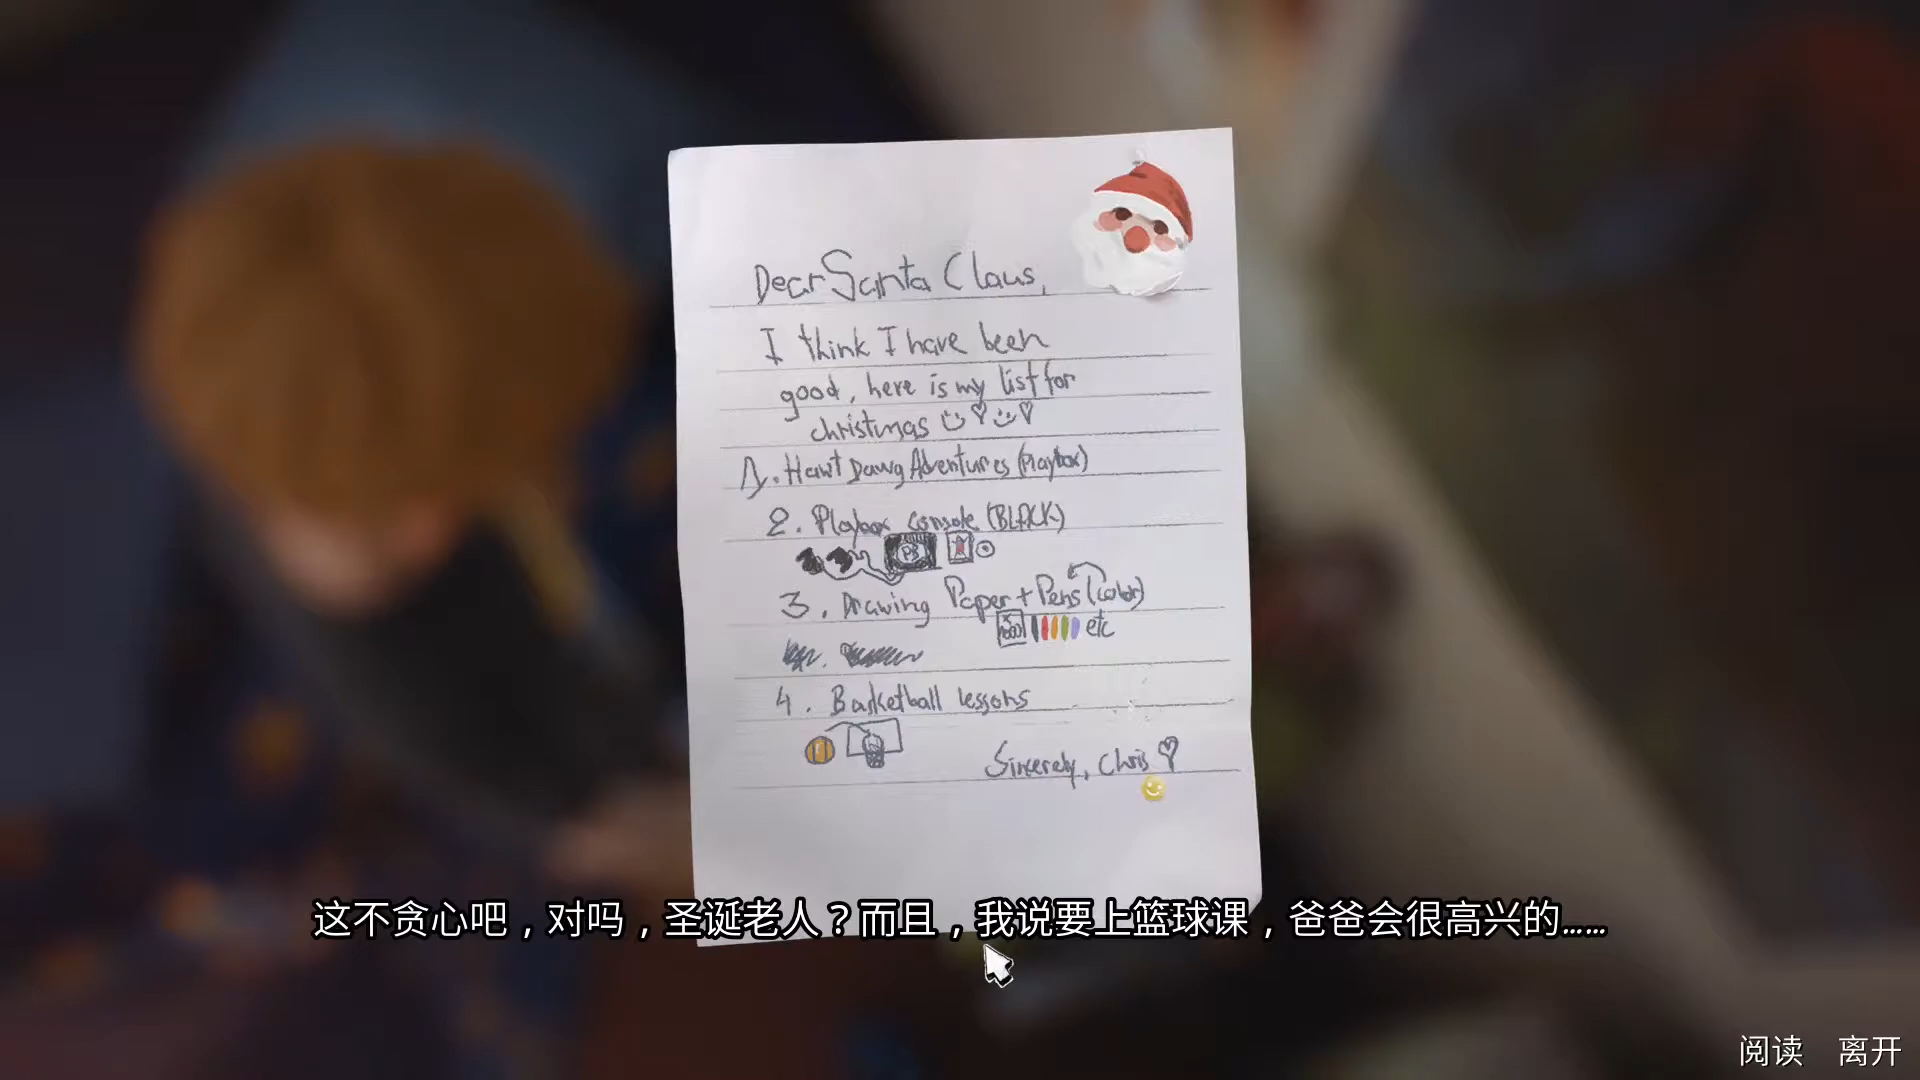 Dear Santa Claus,
I think I have been
good, here is my list for
christmas
1. Hawt Dawg Adventures (Playbox)
2. Playbox console (BLACK)
PB
3. Drawing Paper + Pens (color)
etc
4. Basketball lessons
Sincerely, Chris
这不贪心吧，对吗，圣诞老人？而且，我说要上篮球课，爸爸会很高兴的……
阅读 离开